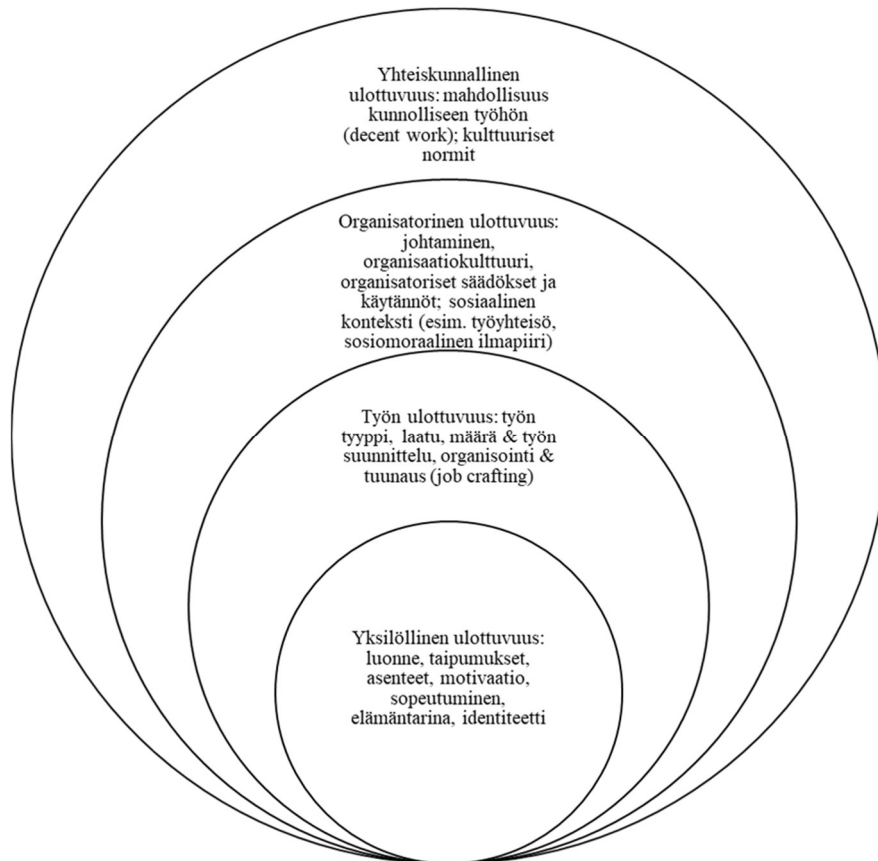 Yhteiskunnallinen
ulottuvuus: mahdollisuus
kunnolliseen työhön
(decent work); kulttuuriset
normit
Organisatorinen ulottuvuus:
johtaminen,
organisaatiokulttuuri,
organisatoriset säädökset ja
käytännöt; sosiaalinen
konteksti (esim. työyhteisö,
sosiomoraalinen ilmapiiri)
Työn ulottuvuus: työn
tyyppi, laatu, määrä & työn
suunnittelu, organisointi &
tuunaus (job crafting)
Yksilöllinen ulottuvuus:
luonne, taipumukset,
asenteet, motivaatio,
sopeutuminen,
elämäntarina, identiteetti